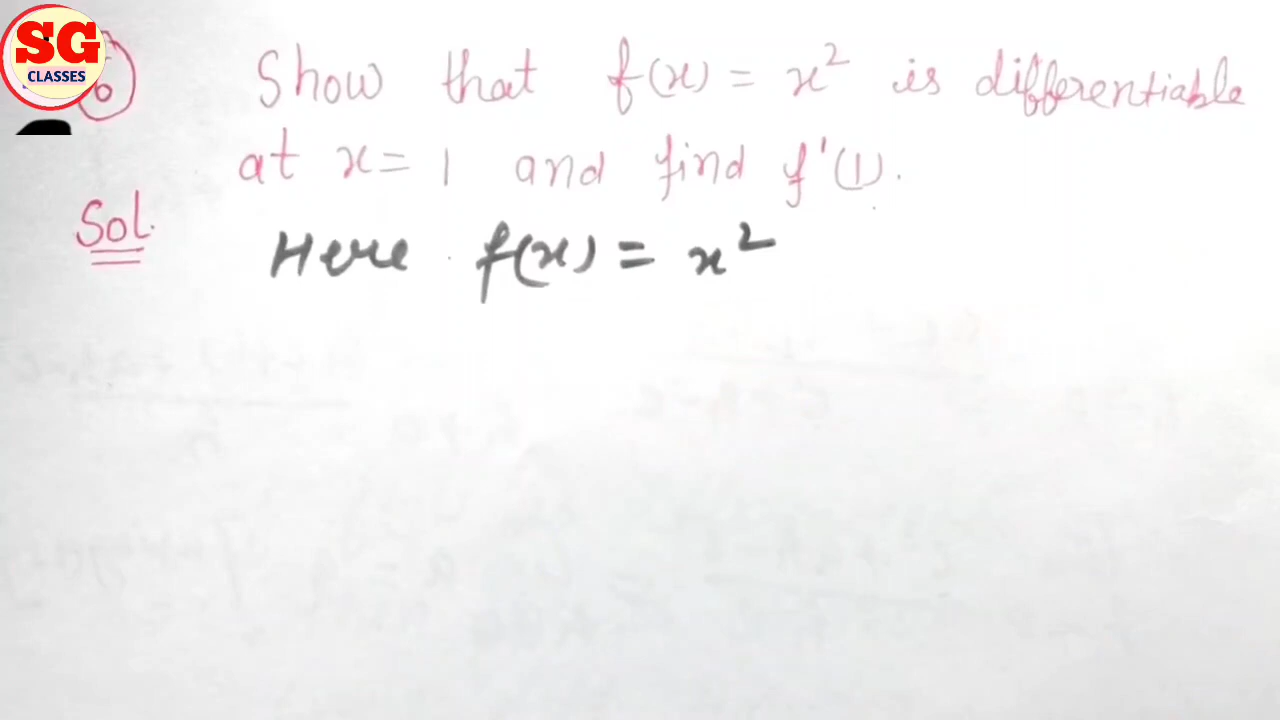 SG
CLASSES
Show that f(x) = x² is differentiable
at x = 1 and find f'(1).
Sol.
Here f(x) = x²